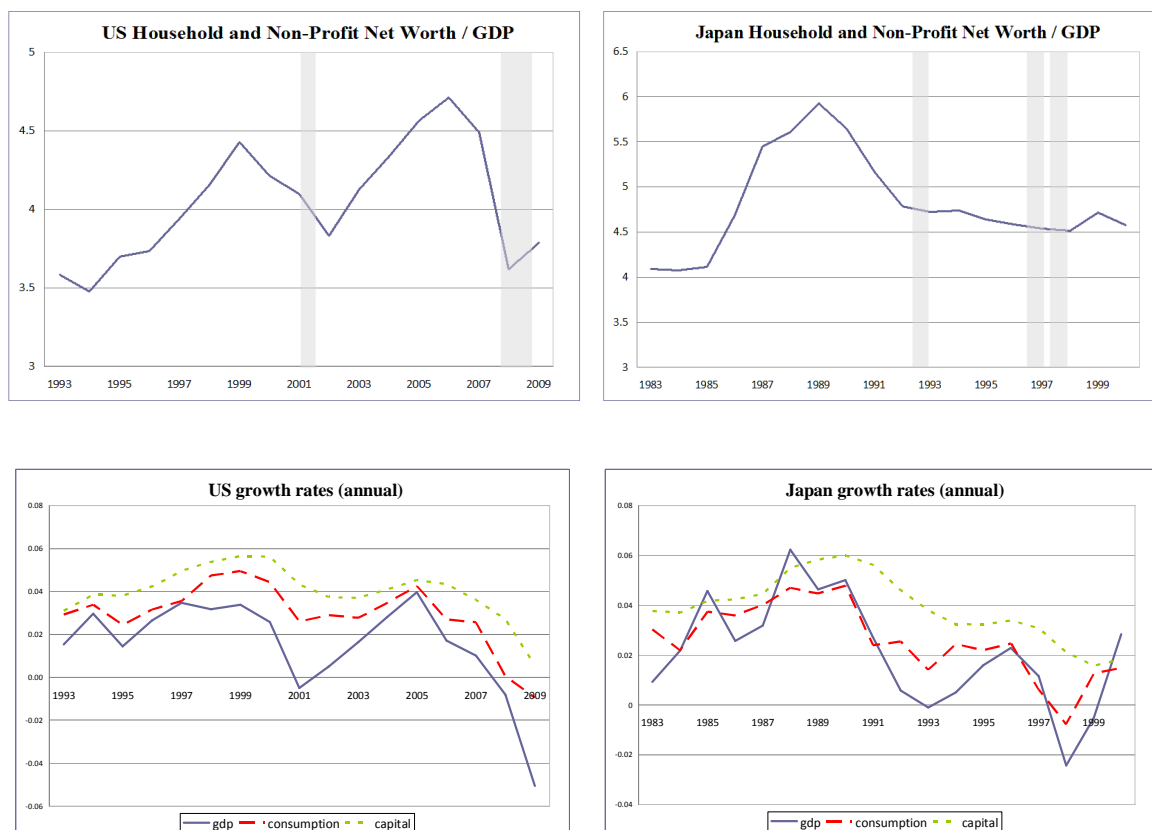 US Household and Non-Profit Net Worth / GDP
5
4.5
4
3.5
3
1993 1995 1997 1999 2001 2003 2005 2007 2009
Japan Household and Non-Profit Net Worth / GDP
6.5
6
5.5
5
4.5
4
3.5
3
1983 1985 1987 1989 1991 1993 1995 1997 1999
US growth rates (annual)
0.08
0.06
0.04
0.02
0.00
-0.02
-0.04
-0.06
1993 1995 1997 1999 2001 2003 2005 2007 2009
gdp consumption capital
Japan growth rates (annual)
0.08
0.06
0.04
0.02
0
-0.02
-0.04
1983 1985 1987 1989 1991 1993 1995 1997 1999
gdp consumption capital